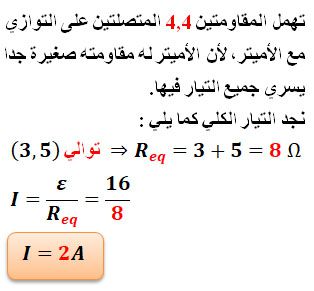 تهمل المقاومتين 4,4 المتصلتين على التوازي
مع الأميتر، لأن الأميتر له مقاومته صغيرة جدا
يسري جميع التيار فيها.
نجد التيار الكلي كما يلي :
(3,5) توالي ⇒ R_eq = 3 + 5 = 8 Ω
I = ε/R_eq = 16/8
I = 2A